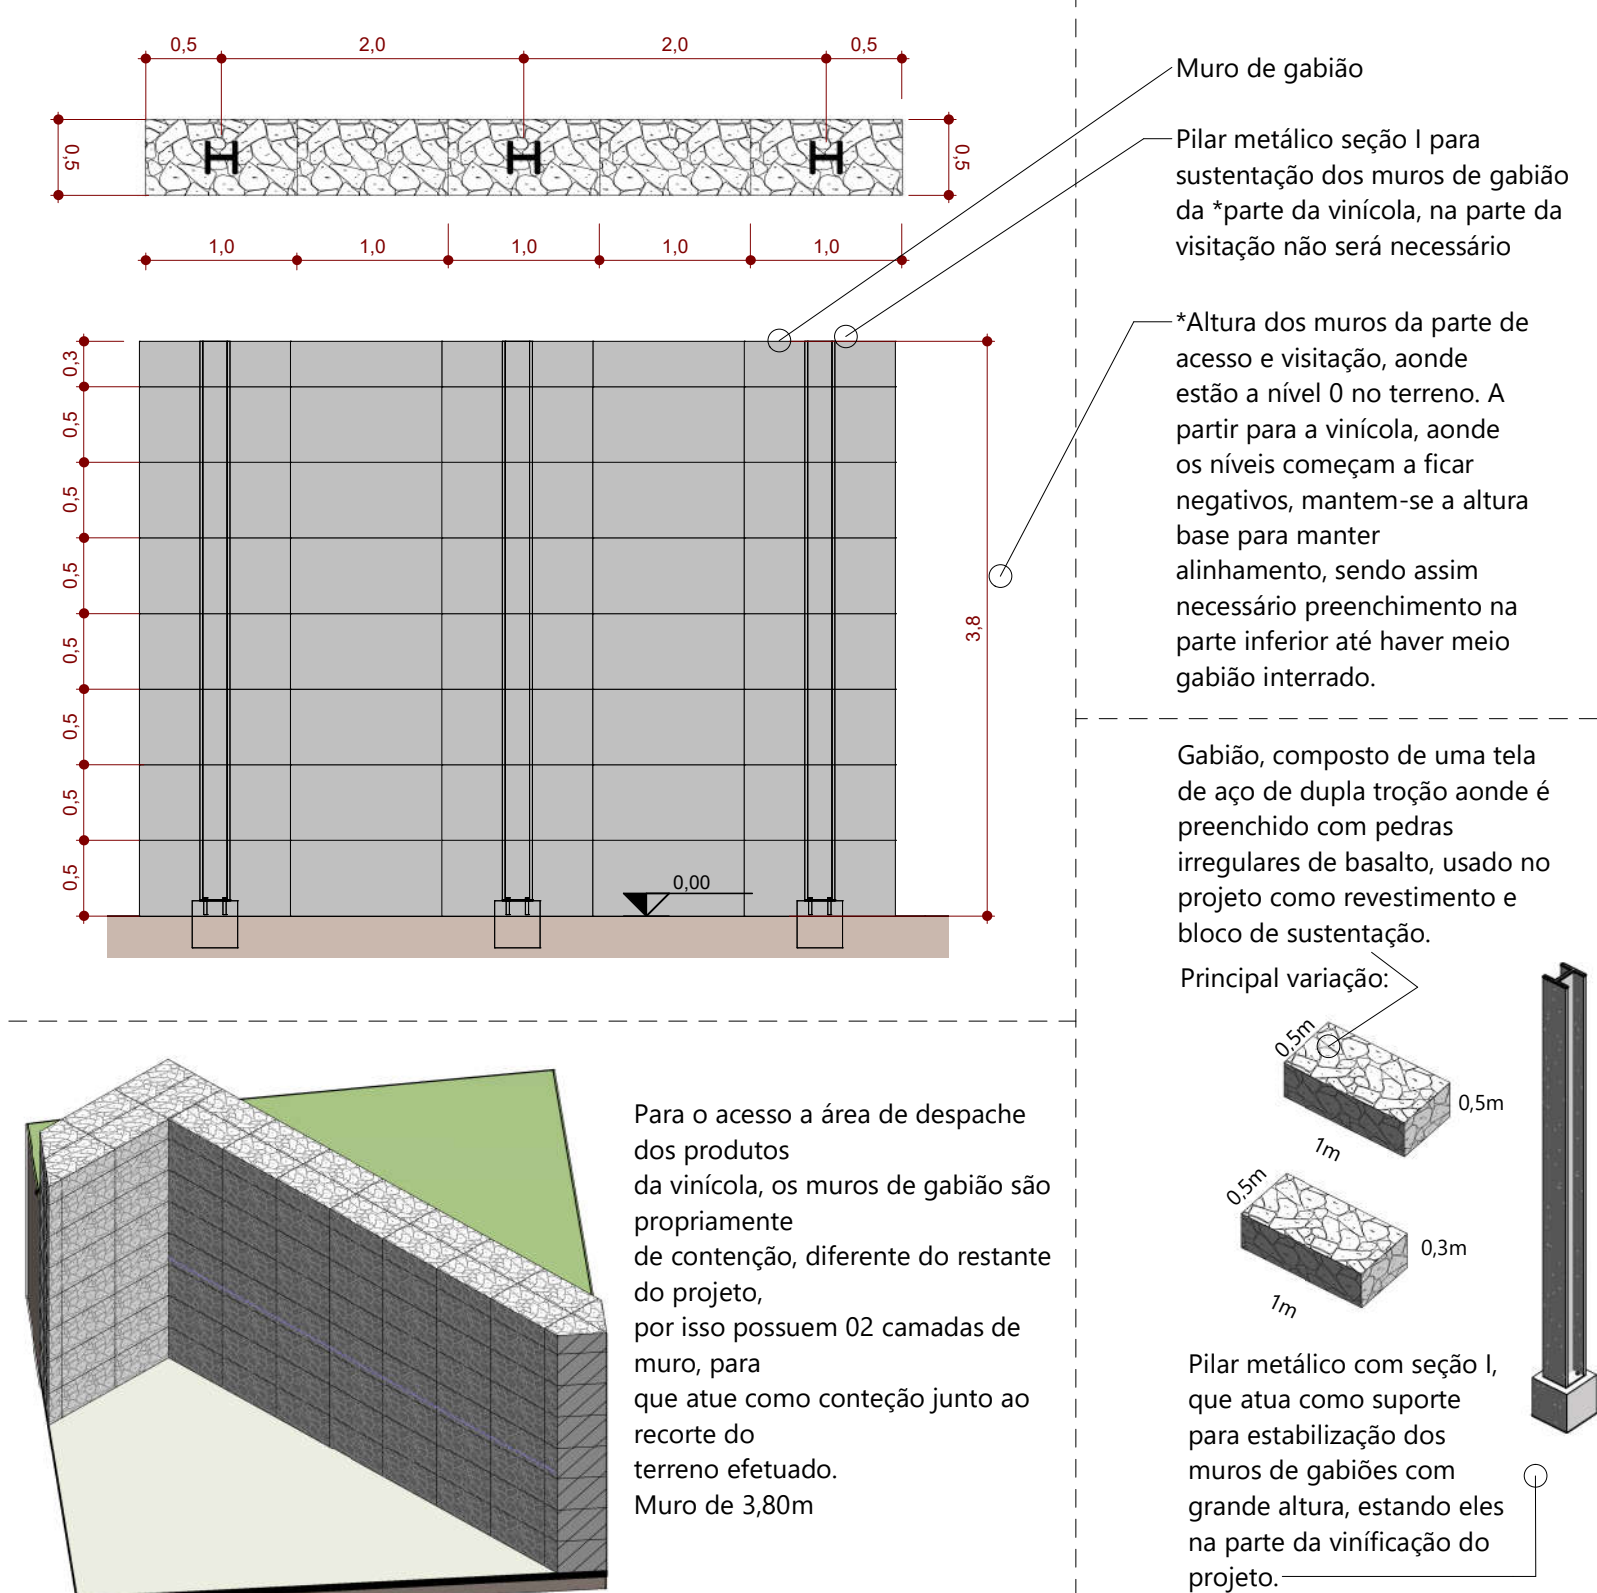 0,5 2,0 2,0 0,5
0,5
0,5
1,0 1,0 1,0 1,0 1,0
0,3
0,5
0,5
0,5
0,5
0,5
0,5
0,5
3,8
0,00
Muro de gabião
Pilar metálico seção I para
sustentação dos muros de gabião
da *parte da vinícola, na parte da
visitação não será necessário
*Altura dos muros da parte de
acesso e visitação, aonde
estão a nível 0 no terreno. A
partir para a vinícola, aonde
os níveis começam a ficar
negativos, mantem-se a altura
base para manter
alinhamento, sendo assim
necessário preenchimento na
parte inferior até haver meio
gabião interrado.
Gabião, composto de uma tela
de aço de dupla troção aonde é
preenchido com pedras
irregulares de basalto, usado no
projeto como revestimento e
bloco de sustentação.
Principal variação:
0,5m
0,5m
1m
0,5m
0,3m
1m
Pilar metálico com seção I,
que atua como suporte
para estabilização dos
muros de gabiões com
grande altura, estando eles
na parte da viníficação do
projeto.
Para o acesso a área de despache
dos produtos
da vinícola, os muros de gabião são
propriamente
de contenção, diferente do restante
do projeto,
por isso possuem 02 camadas de
muro, para
que atue como conteção junto ao
recorte do
terreno efetuado.
Muro de 3,80m